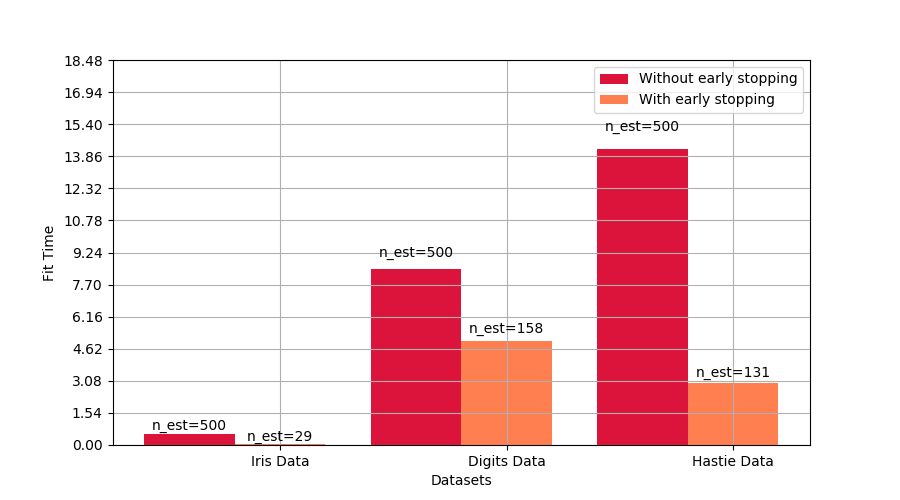 18.48
16.94
15.40
13.86
12.32
10.78
9.24
7.70
6.16
4.62
3.08
1.54
0.00
Fit Time
Without early stopping
With early stopping
n_est=500
n_est=500
n_est=158
n_est=131
n_est=500
n_est=29
Iris Data
Digits Data
Hastie Data
Datasets